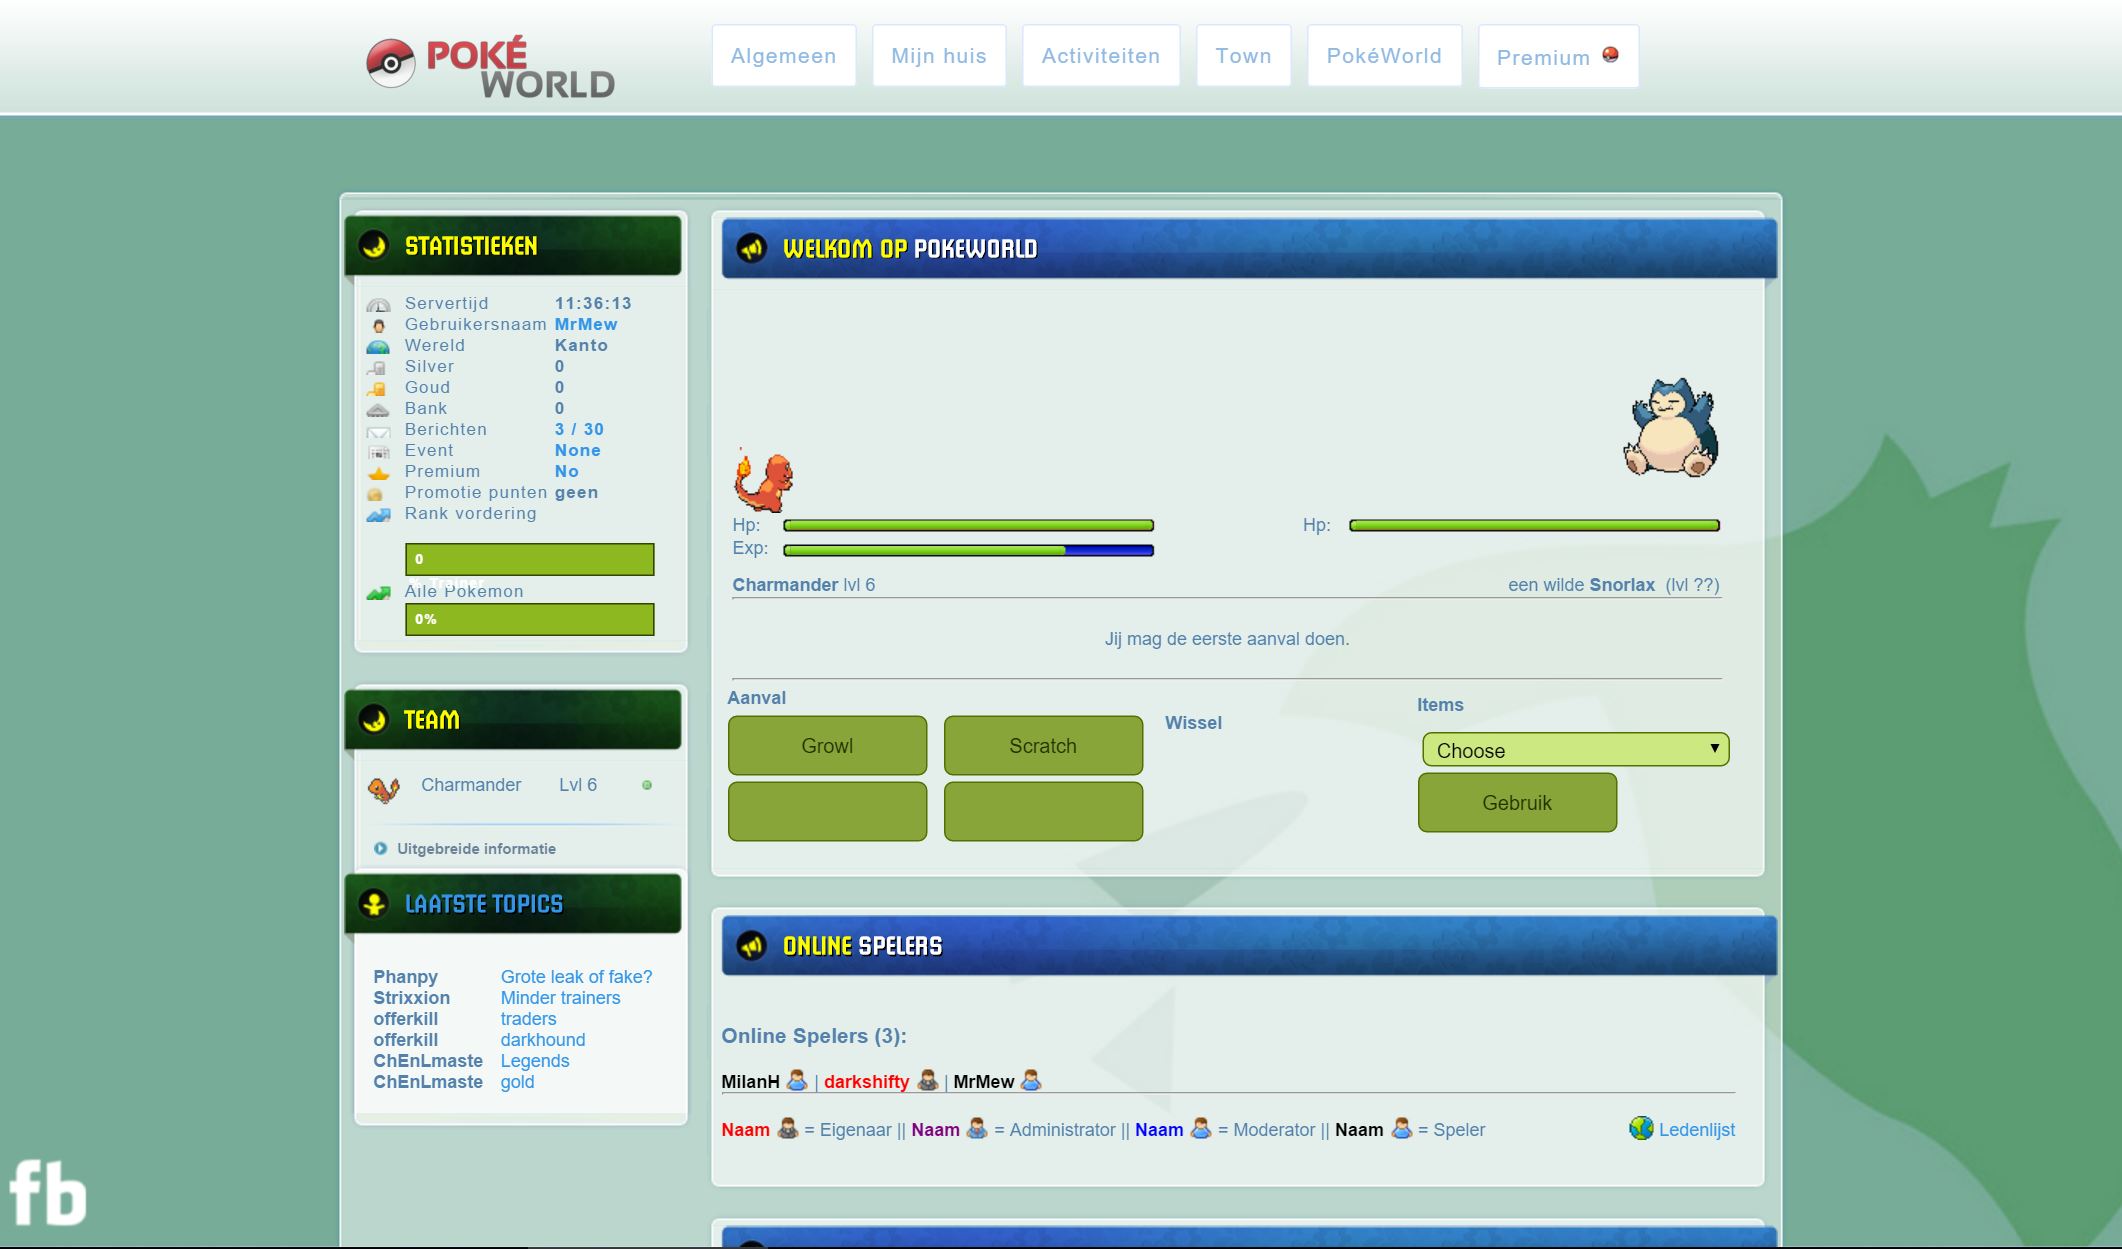 POKÉ
WORLD
Algemeen
Mijn huis
Activiteiten
Town
PokéWorld
Premium
STATISTIEKEN
Servertijd 11:36:13
Gebruikersnaam MrMew
Wereld Kanto
Silver 0
Goud 0
Bank 0
Berichten 3 / 30
Event None
Premium No
Promotie punten geen
Rank vordering
0
% Trainer
Aile Pokemon
0%
TEAM
Charmander Lvl 6
Uitgebreide informatie
LAATSTE TOPICS
Phanpy Grote leak of fake?
Strixxion Minder trainers
offerkill traders
offerkill darkhound
ChEnLmaste Legends
ChEnLmaste gold
WELKOM OP POKEWORLD
Hp: Hp:
Exp:
Charmander lvl 6 een wilde Snorlax (lvl ??)
Jij mag de eerste aanval doen.
Aanval
Growl
Scratch
Wissel
Items
Choose
Gebruik
ONLINE SPELERS
Online Spelers (3):
MilanH | darkshifty | MrMew
Naam = Eigenaar || Naam = Administrator || Naam = Moderator || Naam = Speler Ledenlijst
fb